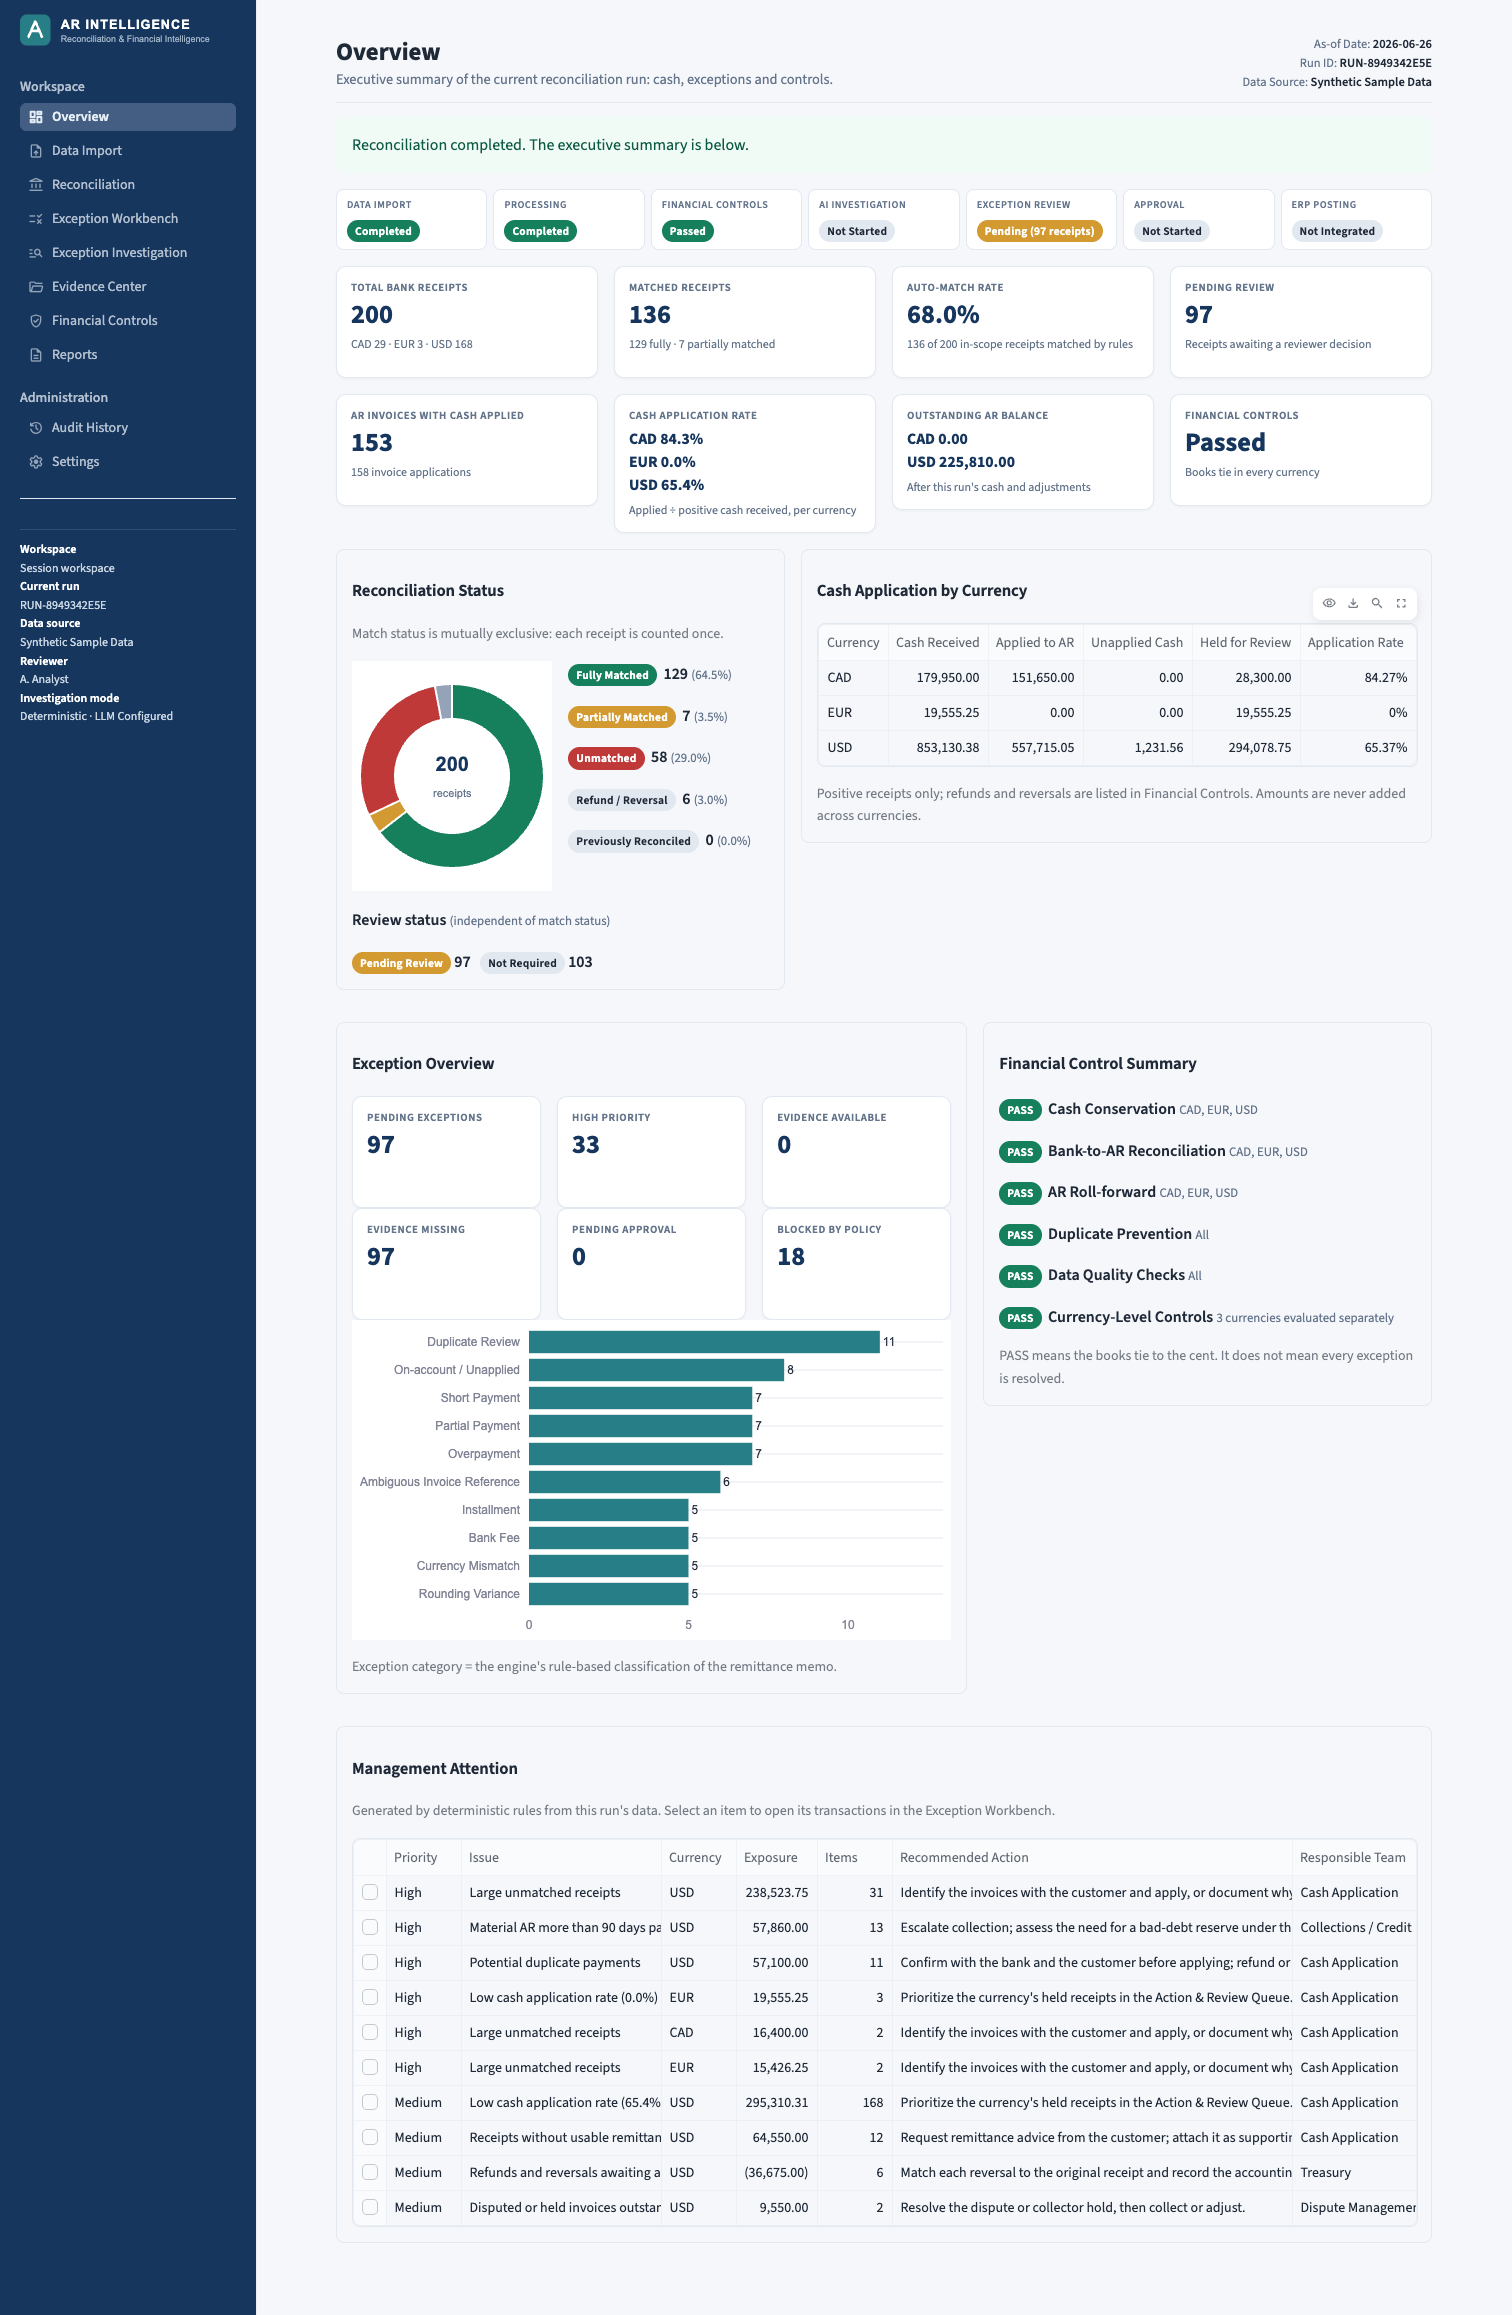 A
AR INTELLIGENCE
Reconciliation & Financial Intelligence
Workspace
Overview
Data Import
Reconciliation
Exception Workbench
Exception Investigation
Evidence Center
Financial Controls
Reports
Administration
Audit History
Settings
Workspace
Session workspace
Current run
RUN-8949342E5E
Data source
Synthetic Sample Data
Reviewer
A. Analyst
Investigation mode
Deterministic · LLM Configured
Overview
Executive summary of the current reconciliation run: cash, exceptions and controls.
As-of Date: 2026-06-26
Run ID: RUN-8949342E5E
Data Source: Synthetic Sample Data
Reconciliation completed. The executive summary is below.
DATA IMPORT
Completed
PROCESSING
Completed
FINANCIAL CONTROLS
Passed
AI INVESTIGATION
Not Started
EXCEPTION REVIEW
Pending (97 receipts)
APPROVAL
Not Started
ERP POSTING
Not Integrated
TOTAL BANK RECEIPTS
200
CAD 29 · EUR 3 · USD 168
MATCHED RECEIPTS
136
129 fully · 7 partially matched
AUTO-MATCH RATE
68.0%
136 of 200 in-scope receipts matched by rules
PENDING REVIEW
97
Receipts awaiting a reviewer decision
AR INVOICES WITH CASH APPLIED
153
158 invoice applications
CASH APPLICATION RATE
CAD 84.3%
EUR 0.0%
USD 65.4%
Applied ÷ positive cash received, per currency
OUTSTANDING AR BALANCE
CAD 0.00
USD 225,810.00
After this run's cash and adjustments
FINANCIAL CONTROLS
Passed
Books tie in every currency
Reconciliation Status
Match status is mutually exclusive: each receipt is counted once.
200
receipts
Fully Matched 129 (64.5%)
Partially Matched 7 (3.5%)
Unmatched 58 (29.0%)
Refund / Reversal 6 (3.0%)
Previously Reconciled 0 (0.0%)
Review status (independent of match status)
Pending Review 97 Not Required 103
Cash Application by Currency
Currency Cash Received Applied to AR Unapplied Cash Held for Review Application Rate
CAD 179,950.00 151,650.00 0.00 28,300.00 84.27%
EUR 19,555.25 0.00 0.00 19,555.25 0%
USD 853,130.38 557,715.05 1,231.56 294,078.75 65.37%
Positive receipts only; refunds and reversals are listed in Financial Controls. Amounts are never added
across currencies.
Exception Overview
PENDING EXCEPTIONS
97
HIGH PRIORITY
33
EVIDENCE AVAILABLE
0
EVIDENCE MISSING
97
PENDING APPROVAL
0
BLOCKED BY POLICY
18
Duplicate Review 11
On-account / Unapplied 8
Short Payment 7
Partial Payment 7
Overpayment 7
Ambiguous Invoice Reference 6
Installment 5
Bank Fee 5
Currency Mismatch 5
Rounding Variance 5
0 5 10
Exception category = the engine's rule-based classification of the remittance memo.
Financial Control Summary
PASS Cash Conservation CAD, EUR, USD
PASS Bank-to-AR Reconciliation CAD, EUR, USD
PASS AR Roll-forward CAD, EUR, USD
PASS Duplicate Prevention All
PASS Data Quality Checks All
PASS Currency-Level Controls 3 currencies evaluated separately
PASS means the books tie to the cent. It does not mean every exception
is resolved.
Management Attention
Generated by deterministic rules from this run's data. Select an item to open its transactions in the Exception Workbench.
Priority Issue Currency Exposure Items Recommended Action Responsible Team
High Large unmatched receipts USD 238,523.75 31 Identify the invoices with the customer and apply, or document why Cash Application
High Material AR more than 90 days pa USD 57,860.00 13 Escalate collection; assess the need for a bad-debt reserve under th Collections / Credit
High Potential duplicate payments USD 57,100.00 11 Confirm with the bank and the customer before applying; refund or Cash Application
High Low cash application rate (0.0%) EUR 19,555.25 3 Prioritize the currency's held receipts in the Action & Review Queue. Cash Application
High Large unmatched receipts CAD 16,400.00 2 Identify the invoices with the customer and apply, or document why Cash Application
High Large unmatched receipts EUR 15,426.25 2 Identify the invoices with the customer and apply, or document why Cash Application
Medium Low cash application rate (65.4% USD 295,310.31 168 Prioritize the currency's held receipts in the Action & Review Queue. Cash Application
Medium Receipts without usable remittan USD 64,550.00 12 Request remittance advice from the customer; attach it as supportin Cash Application
Medium Refunds and reversals awaiting a USD (36,675.00) 6 Match each reversal to the original receipt and record the accountin Treasury
Medium Disputed or held invoices outstar USD 9,550.00 2 Resolve the dispute or collector hold, then collect or adjust. Dispute Managemer